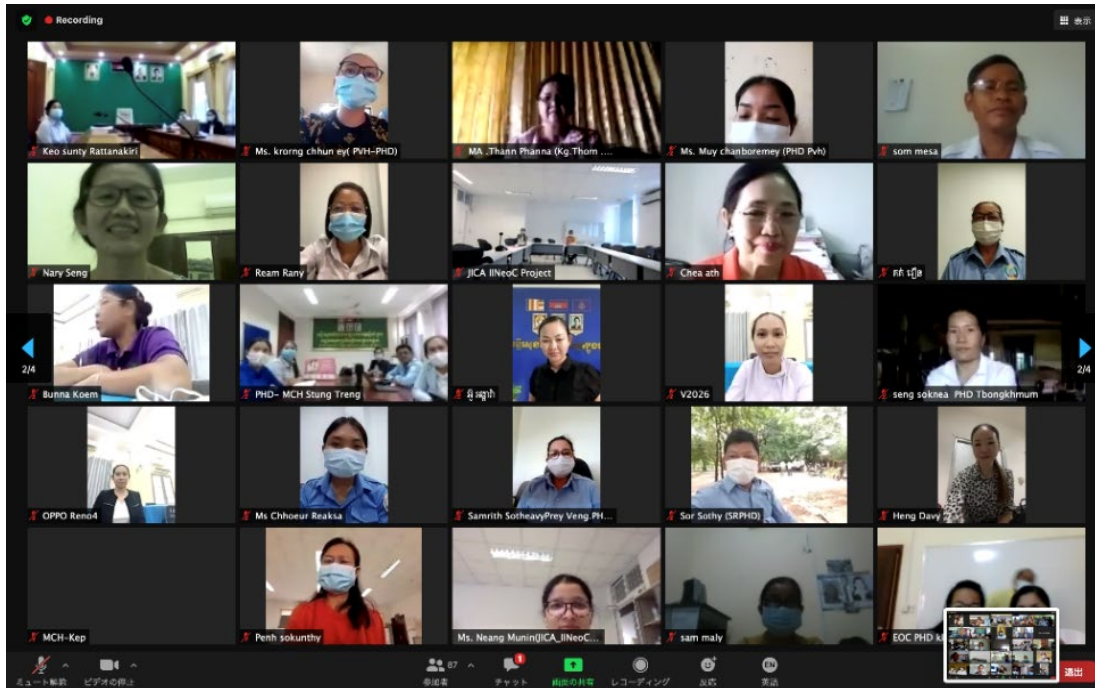 Recording
表示
Keo sunty Rattanakiri
Ms. krorng chhun ey( PVH-PHD)
MA .Thann Phanna (Kg.Thom ....
Ms. Muy chanboremey (PHD Pvh)
som mesa
Nary Seng
Ream Rany
JICA IINeoC Project
Chea ath
Bunna Koem
PHD- MCH Stung Treng
V2026
seng soknea PHD Tbongkhmum
2/4
2/4
OPPO Reno4
Ms Chhoeur Reaksa
Samrith SotheavyPrey Veng.PH...
Sor Sothy (SRPHD)
Heng Davy
MCH-Kep
Penh sokunthy
Ms. Neang Munin(JICA_IINeoC...
sam maly
EOC PHD
ミュート解除
ビデオの停止
87
参加者
1
チャット
画面の共有
レコーディング
反応
EN
英語
退出